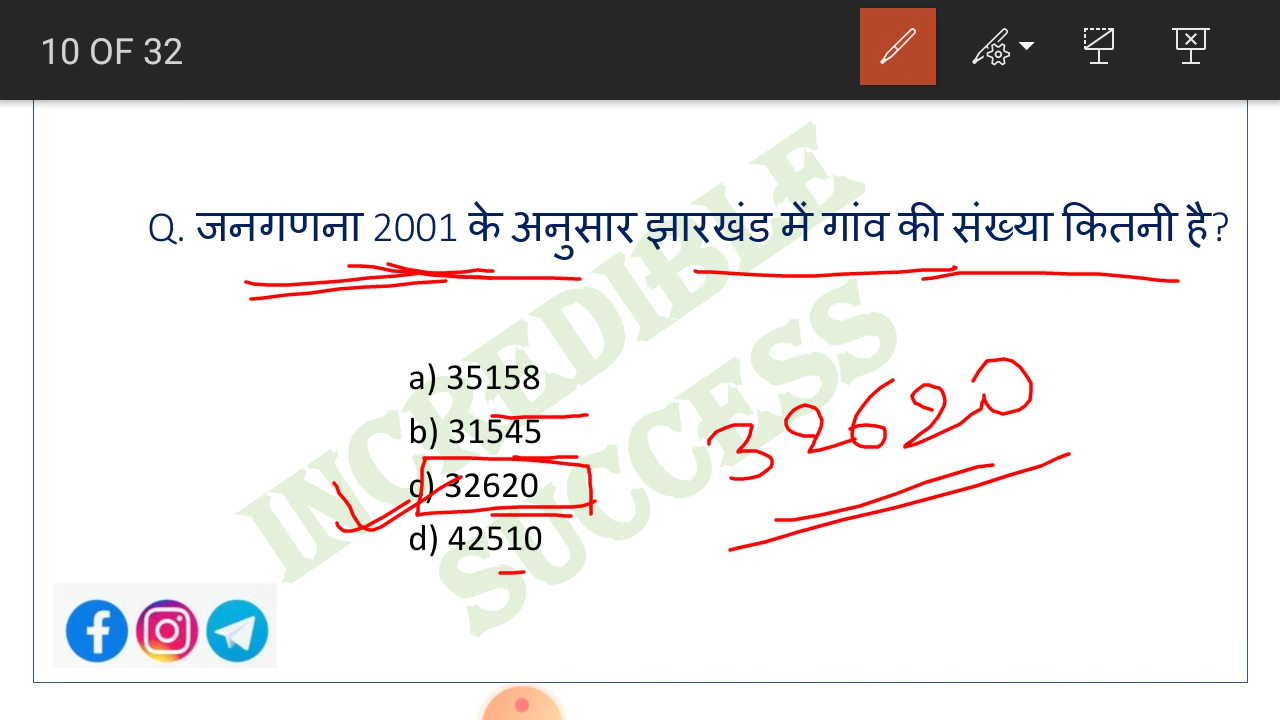 10 OF 32
Q. जनगणना 2001 के अनुसार झारखंड में गांव की संख्या कितनी है?
a) 35158
b) 31545
c) 32620
d) 42510
32620
INCREDIBLE
SUCCESS